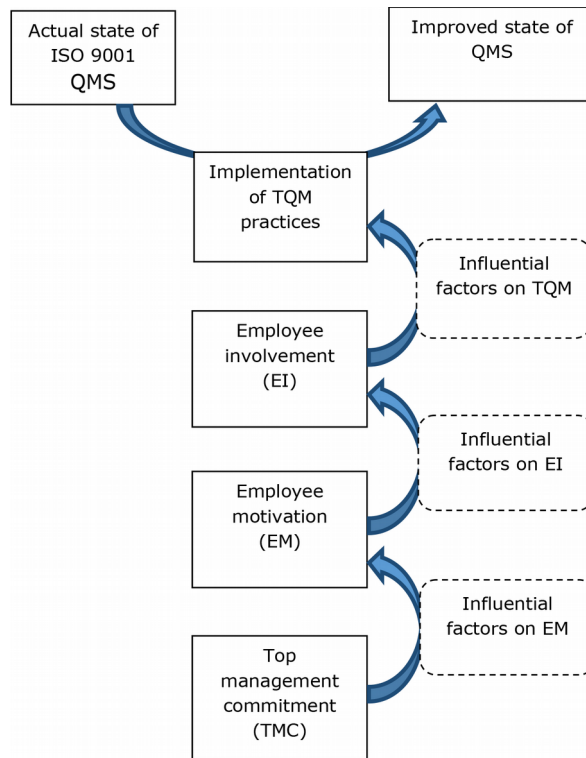 Actual state of
ISO 9001
QMS
Improved state of
QMS
Implementation
of TQM
practices
Influential
factors on TQM
Employee
involvement
(EI)
Influential
factors on EI
Employee
motivation
(EM)
Influential
factors on EM
Top
management
commitment
(TMC)